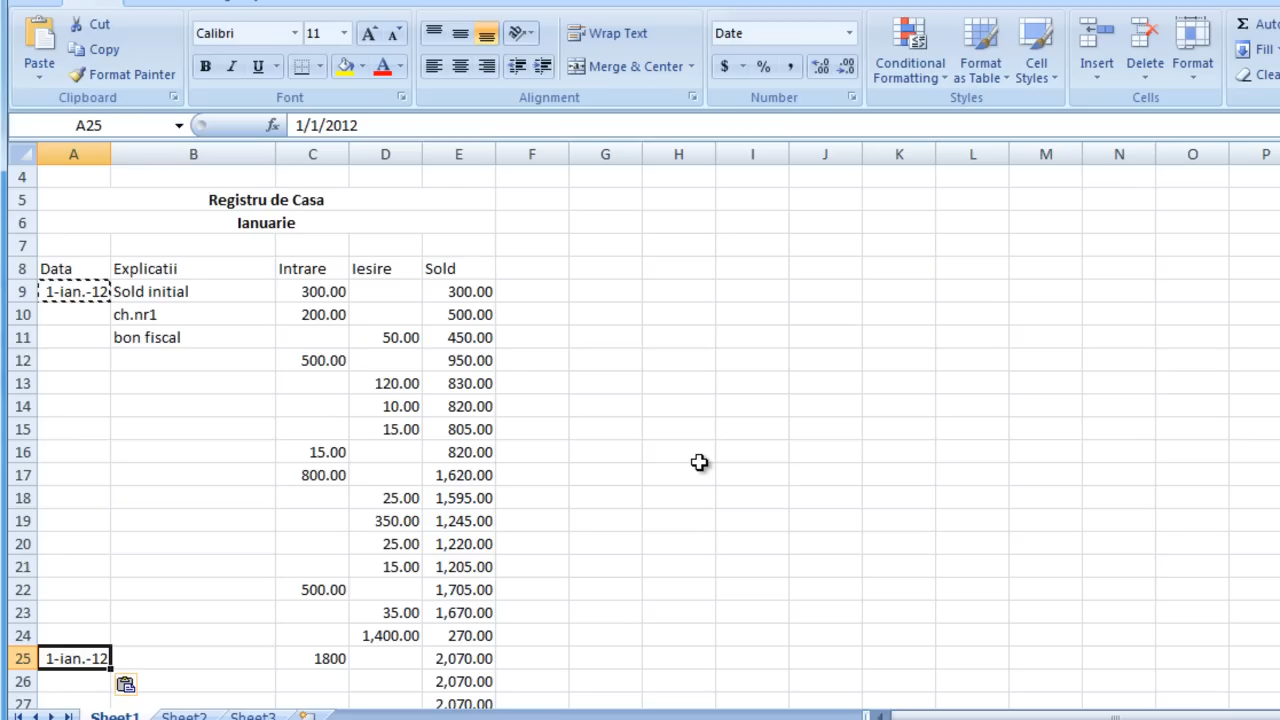 Cut
Copy
Paste
Format Painter
Clipboard
Calibri 11
B I U A
Font
Wrap Text
Merge & Center
Alignment
Date
$ % ,
Number
Conditional Formatting
Format as Table
Cell Styles
Styles
Insert
Delete
Format
Cells
Σ Auto
Fill
Clea
A25 fx 1/1/2012
A B C D E F G H I J K L M N O P
4
5 Registru de Casa
6 Ianuarie
7
8 Data Explicatii Intrare Iesire Sold
9 1-ian.-12 Sold initial 300.00 300.00
10 ch.nr1 200.00 500.00
11 bon fiscal 50.00 450.00
12 500.00 950.00
13 120.00 830.00
14 10.00 820.00
15 15.00 805.00
16 15.00 820.00
17 800.00 1,620.00
18 25.00 1,595.00
19 350.00 1,245.00
20 25.00 1,220.00
21 15.00 1,205.00
22 500.00 1,705.00
23 35.00 1,670.00
24 1,400.00 270.00
25 1-ian.-12 1800 2,070.00
26 2,070.00
27 2,070.00
Sheet1 Sheet2 Sheet3